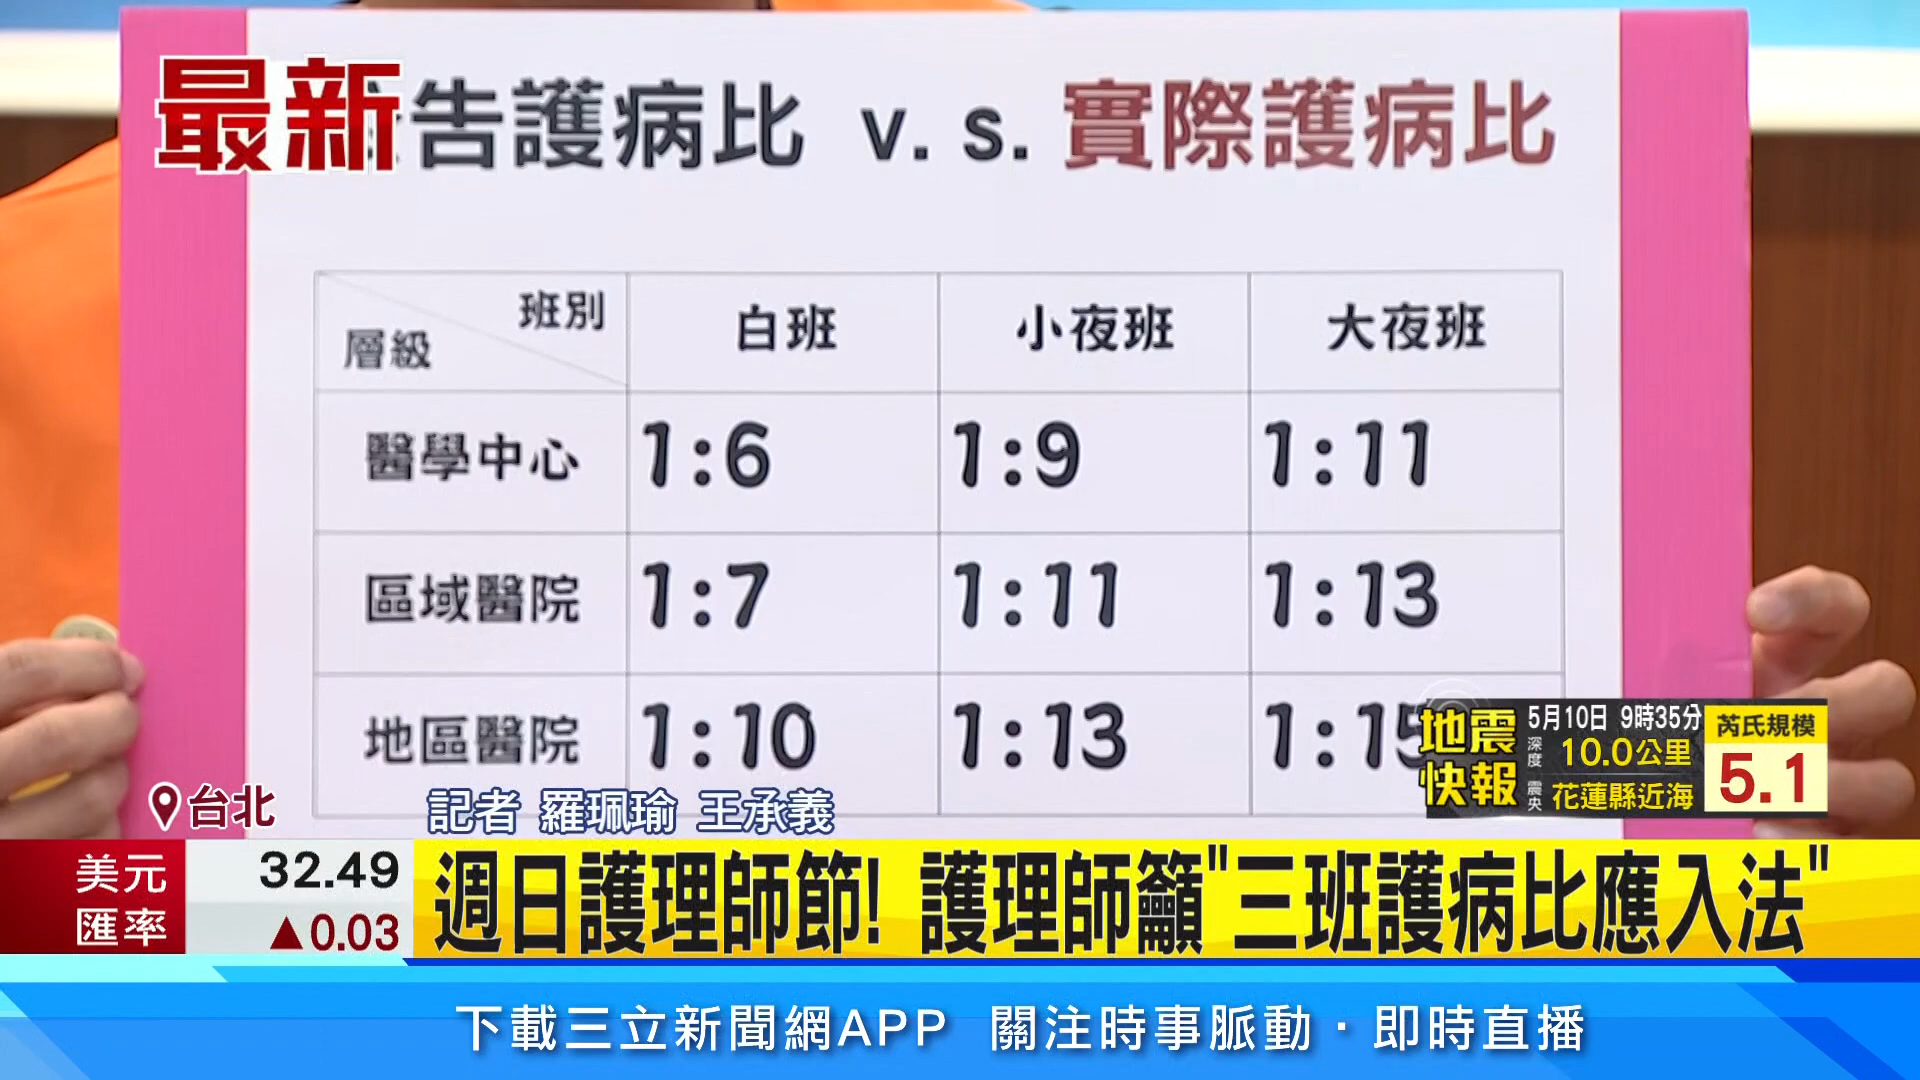 最新
告護病比 v. s. 實際護病比
班別
層級
白班
小夜班
大夜班
醫學中心
1:6
1:9
1:11
區域醫院
1:7
1:11
1:13
地區醫院
1:10
1:13
1:15
地震快報
5月10日 9時35分
深度 10.0公里
震央 花蓮縣近海
芮氏規模
5.1
台北
記者 羅珮瑜 王承義
美元匯率
32.49
▲0.03
週日護理師節! 護理師籲"三班護病比應入法"
下載三立新聞網APP 關注時事脈動·即時直播